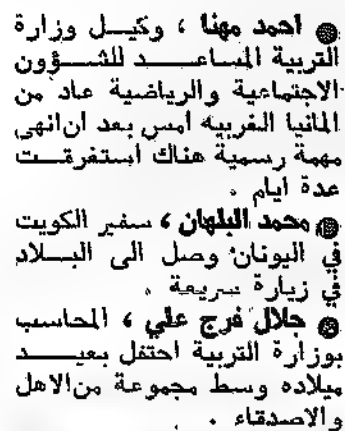 ● احمد مهنا ، وكيل وزارة
التربية المساعد للشؤون
الاجتماعية والرياضية عاد من
المانيا الغربيه امس بعد ان انهى
مهمة رسمية هناك استغرقت
عدة ايام .
● محمد البلهان ، سفير الكويت
في اليونان وصل الى البلاد
في زيارة سريعة .
● جلال فرج علي ، المحاسب
بوزارة التربية احتفل بعيد
ميلاده وسط مجموعة من الاهل
والاصدقاء .